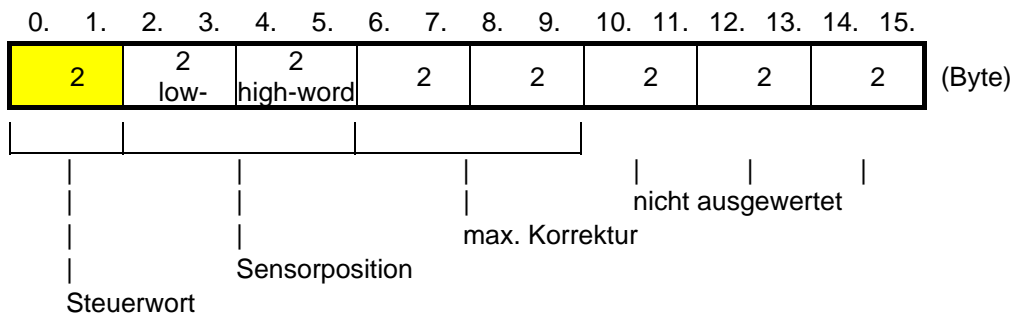 0. 1. 2. 3. 4. 5. 6. 7. 8. 9. 10. 11. 12. 13. 14. 15.
2 2 2 2 2 2 2 2 (Byte)
low- high-word
nicht ausgewertet
max. Korrektur
Sensorposition
Steuerwort